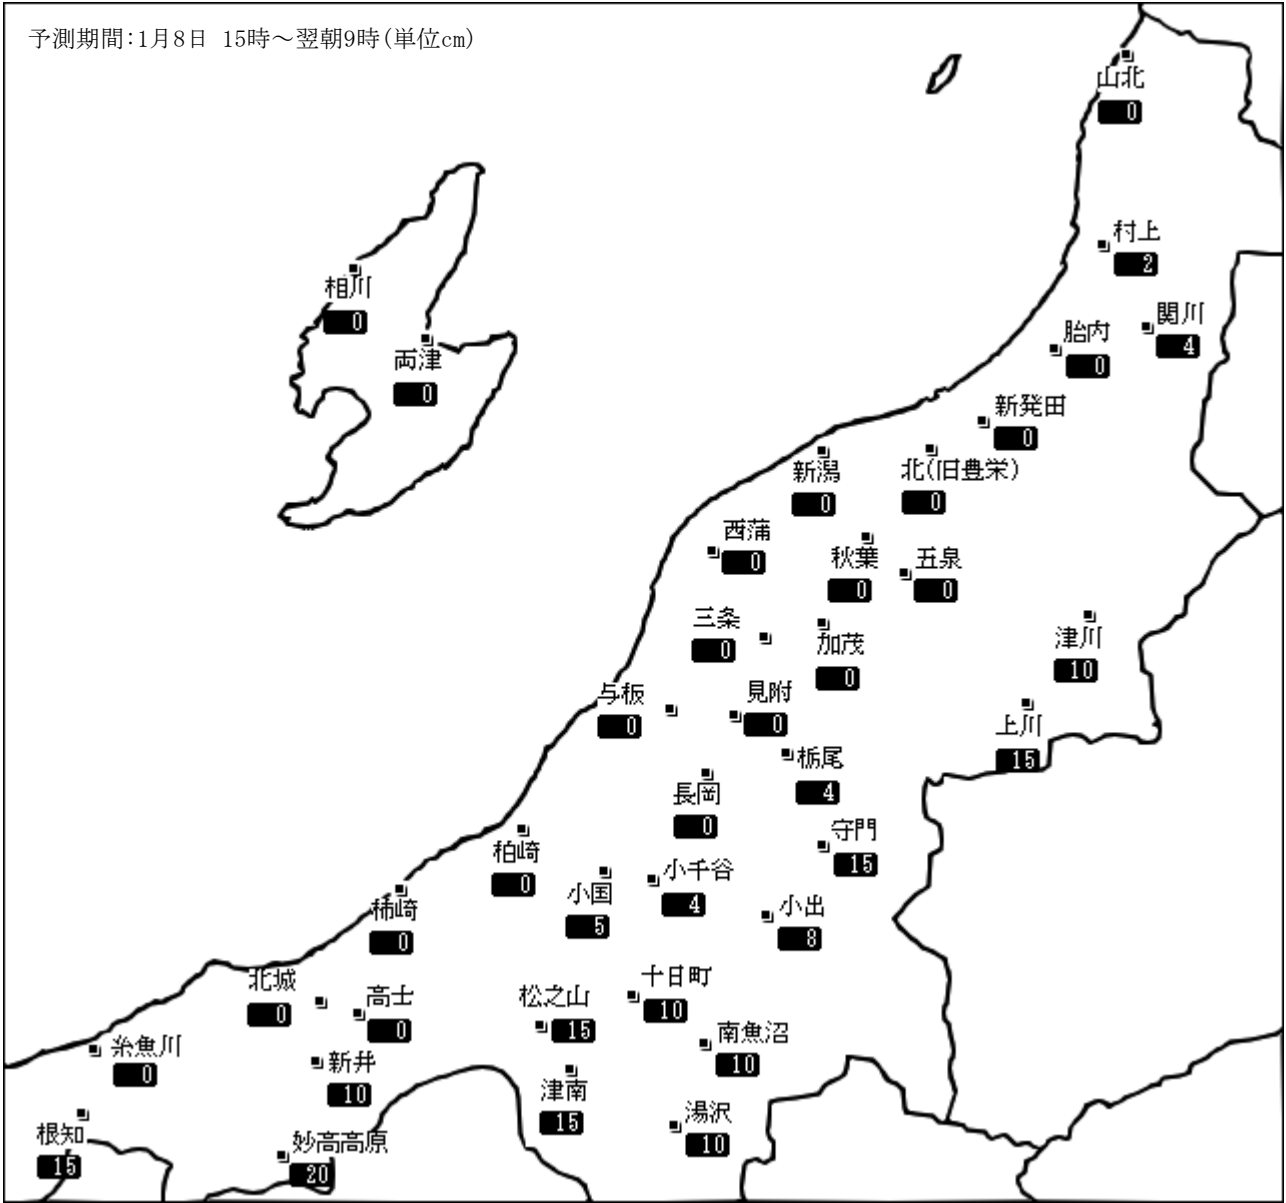 予測期間:1月8日 15時～翌朝9時(単位cm)
山北
0
村上
2
相川
0
関川
4
胎内
0
両津
0
新発田
0
新潟
0
北(旧豊栄)
0
西蒲
0
秋葉
0
五泉
0
三条
0
加茂
0
津川
10
与板
0
見附
0
上川
15
栃尾
4
長岡
0
守門
15
柏崎
0
小国
5
小千谷
4
小出
8
柿崎
0
北城
0
高士
0
松之山
15
十日町
10
南魚沼
10
糸魚川
0
新井
10
津南
15
湯沢
10
根知
15
妙高高原
20